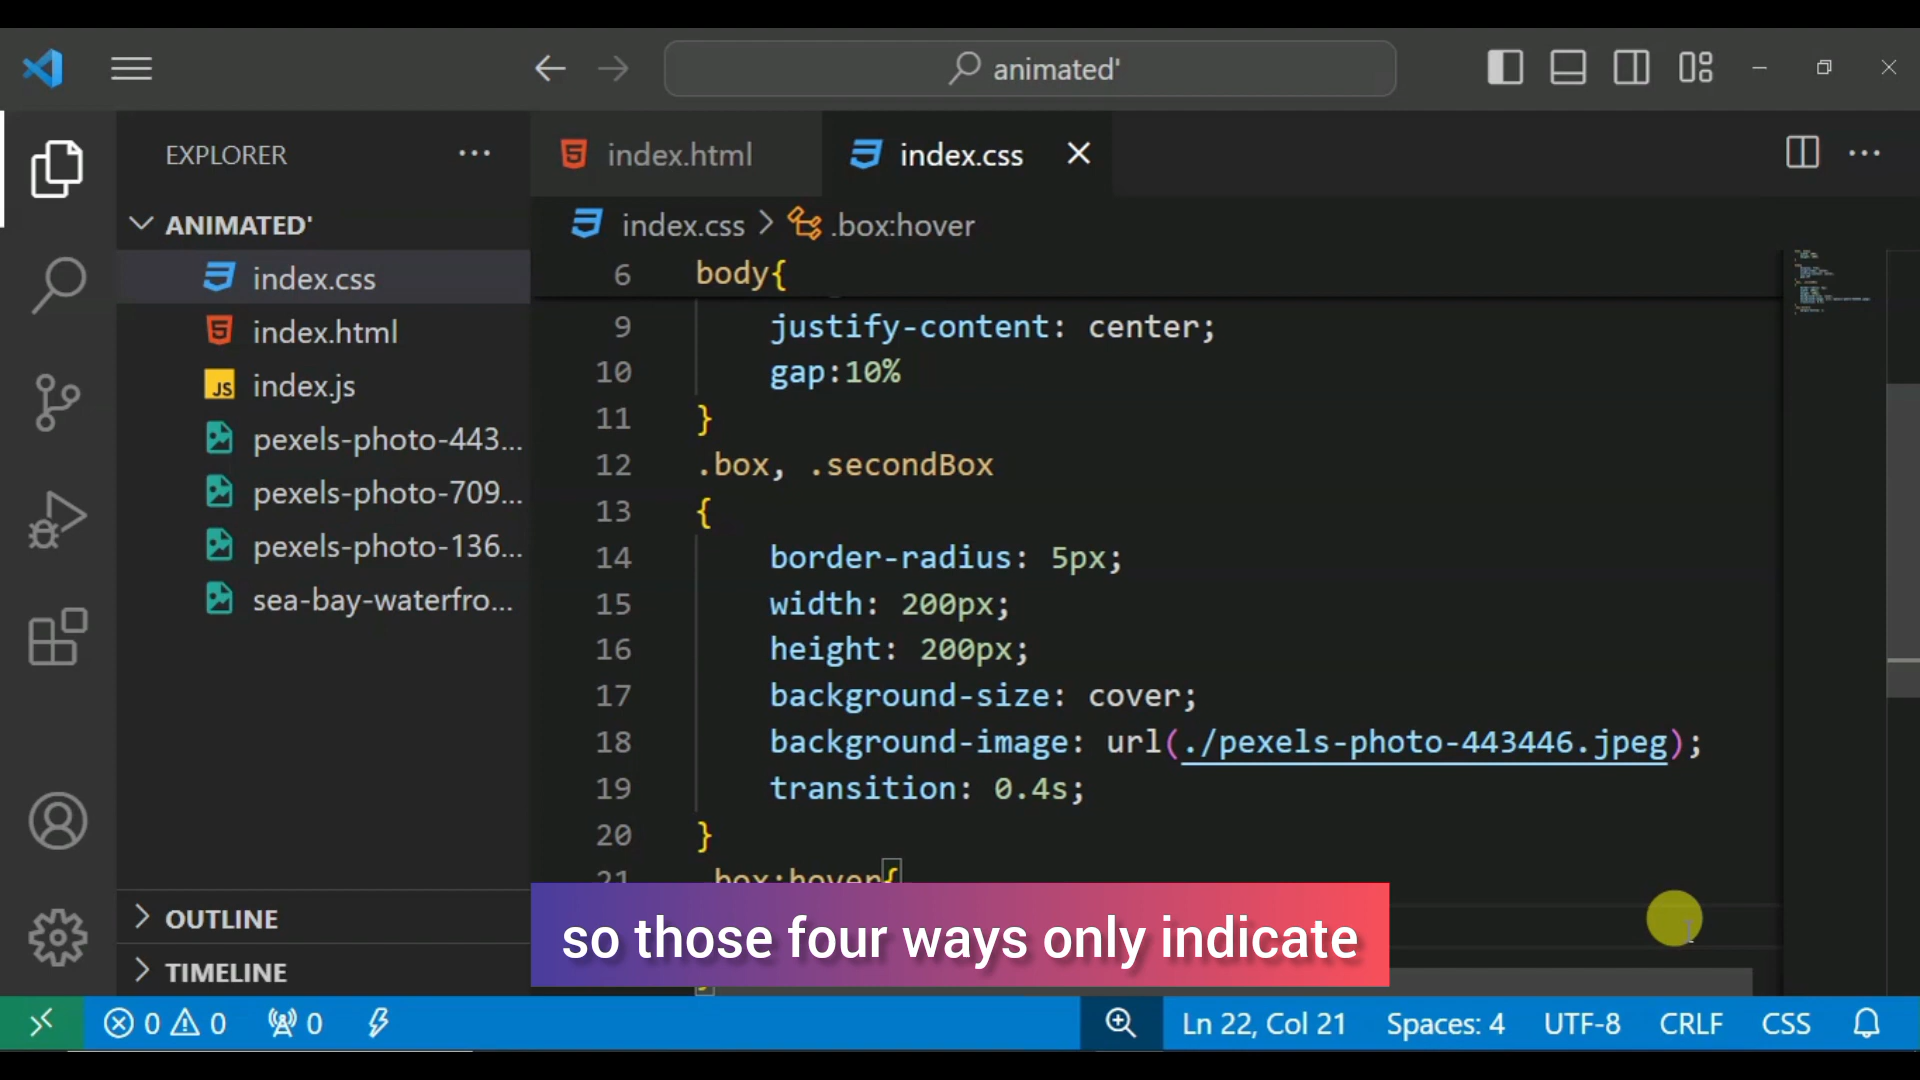 animated'
EXPLORER
index.html
index.css
ANIMATED'
index.css > .box:hover
index.css
index.html
JS index.js
pexels-photo-443...
pexels-photo-709...
pexels-photo-136...
sea-bay-waterfro...
OUTLINE
TIMELINE
6 body{
9 justify-content: center;
10 gap:10%
11 }
12 .box, .secondBox
13 {
14 border-radius: 5px;
15 width: 200px;
16 height: 200px;
17 background-size: cover;
18 background-image: url(./pexels-photo-443446.jpeg);
19 transition: 0.4s;
20 }
21 .box:hover{
}
so those four ways only indicate
0 0 0 Ln 22, Col 21 Spaces: 4 UTF-8 CRLF CSS